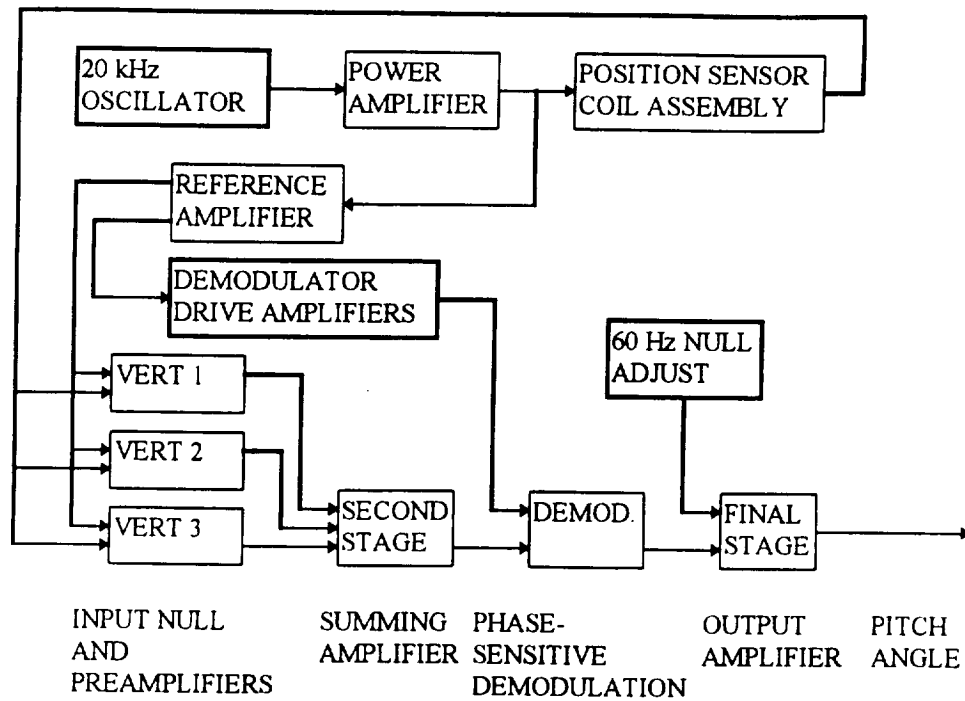 20 kHz
OSCILLATOR
POWER
AMPLIFIER
POSITION SENSOR
COIL ASSEMBLY
REFERENCE
AMPLIFIER
DEMODULATOR
DRIVE AMPLIFIERS
60 Hz NULL
ADJUST
VERT 1
VERT 2
VERT 3
SECOND
STAGE
DEMOD.
FINAL
STAGE
INPUT NULL
AND
PREAMPLIFIERS
SUMMING
AMPLIFIER
PHASE-
SENSITIVE
DEMODULATION
OUTPUT
AMPLIFIER
PITCH
ANGLE